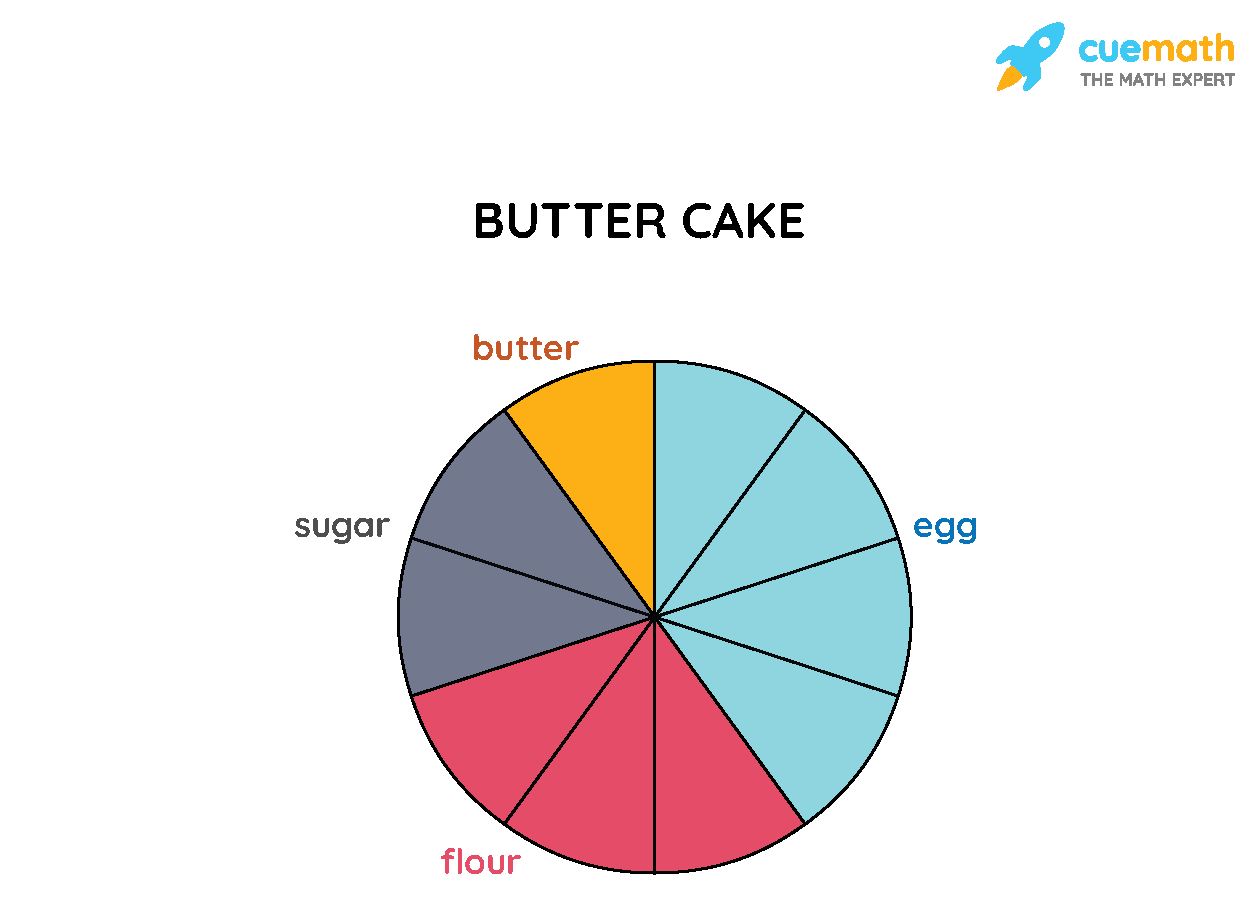 cuemath
THE MATH EXPERT
BUTTER CAKE
butter
sugar
egg
flour